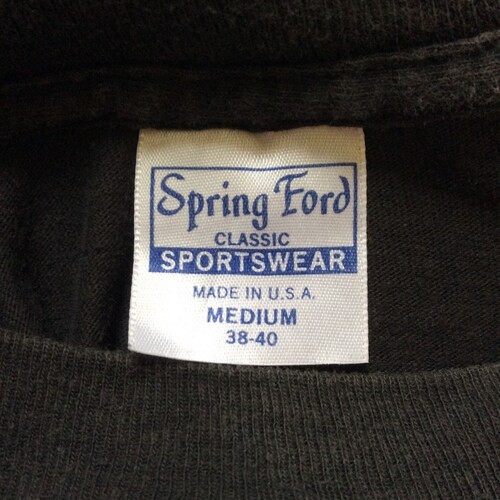 Spring Ford
CLASSIC
SPORTSWEAR
MADE IN U.S.A.
MEDIUM
38-40